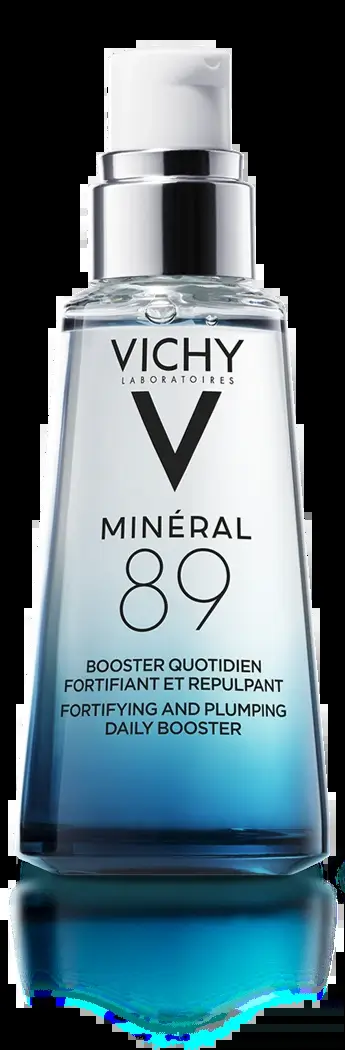 VICHY
LABORATOIRES
V
MINÉRAL
89
BOOSTER QUOTIDIEN
FORTIFIANT ET REPULPANT
FORTIFYING AND PLUMPING
DAILY BOOSTER